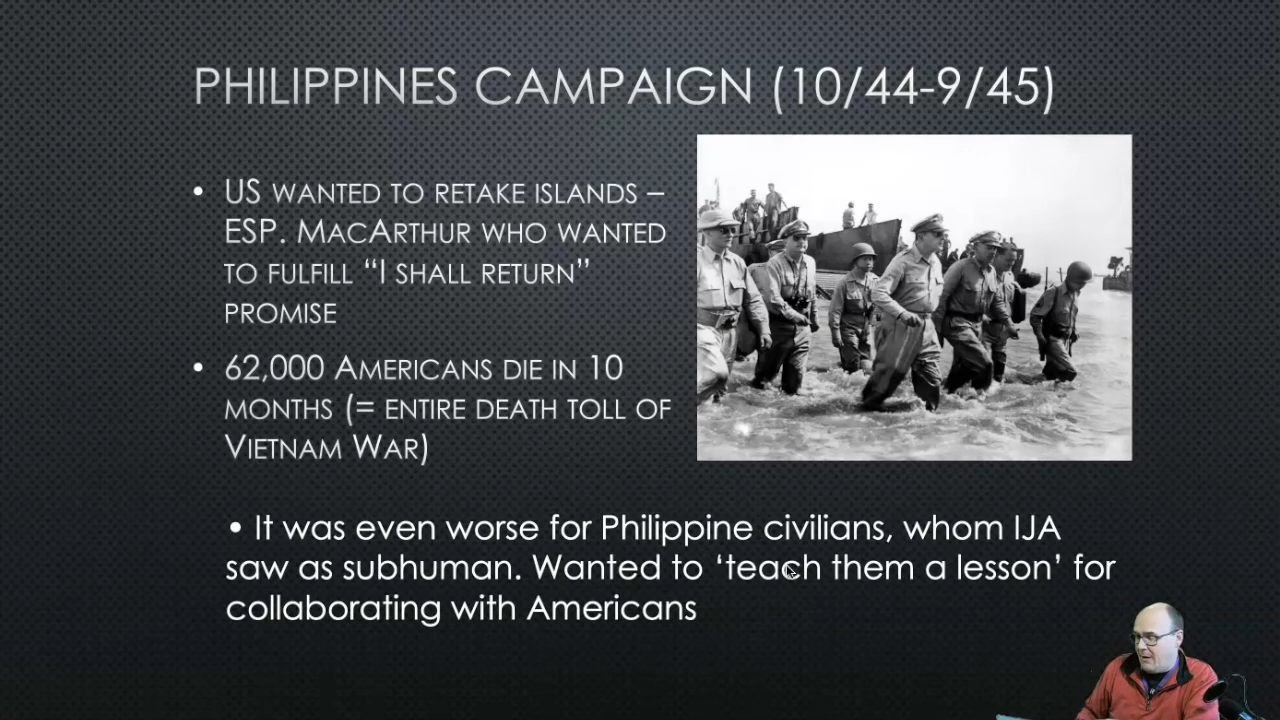 PHILIPPINES CAMPAIGN (10/44-9/45)
• US WANTED TO RETAKE ISLANDS –
ESP. MACARTHUR WHO WANTED
TO FULFILL “I SHALL RETURN”
PROMISE
• 62,000 AMERICANS DIE IN 10
MONTHS (= ENTIRE DEATH TOLL OF
VIETNAM WAR)
• It was even worse for Philippine civilians, whom IJA
saw as subhuman. Wanted to ‘teach them a lesson’ for
collaborating with Americans